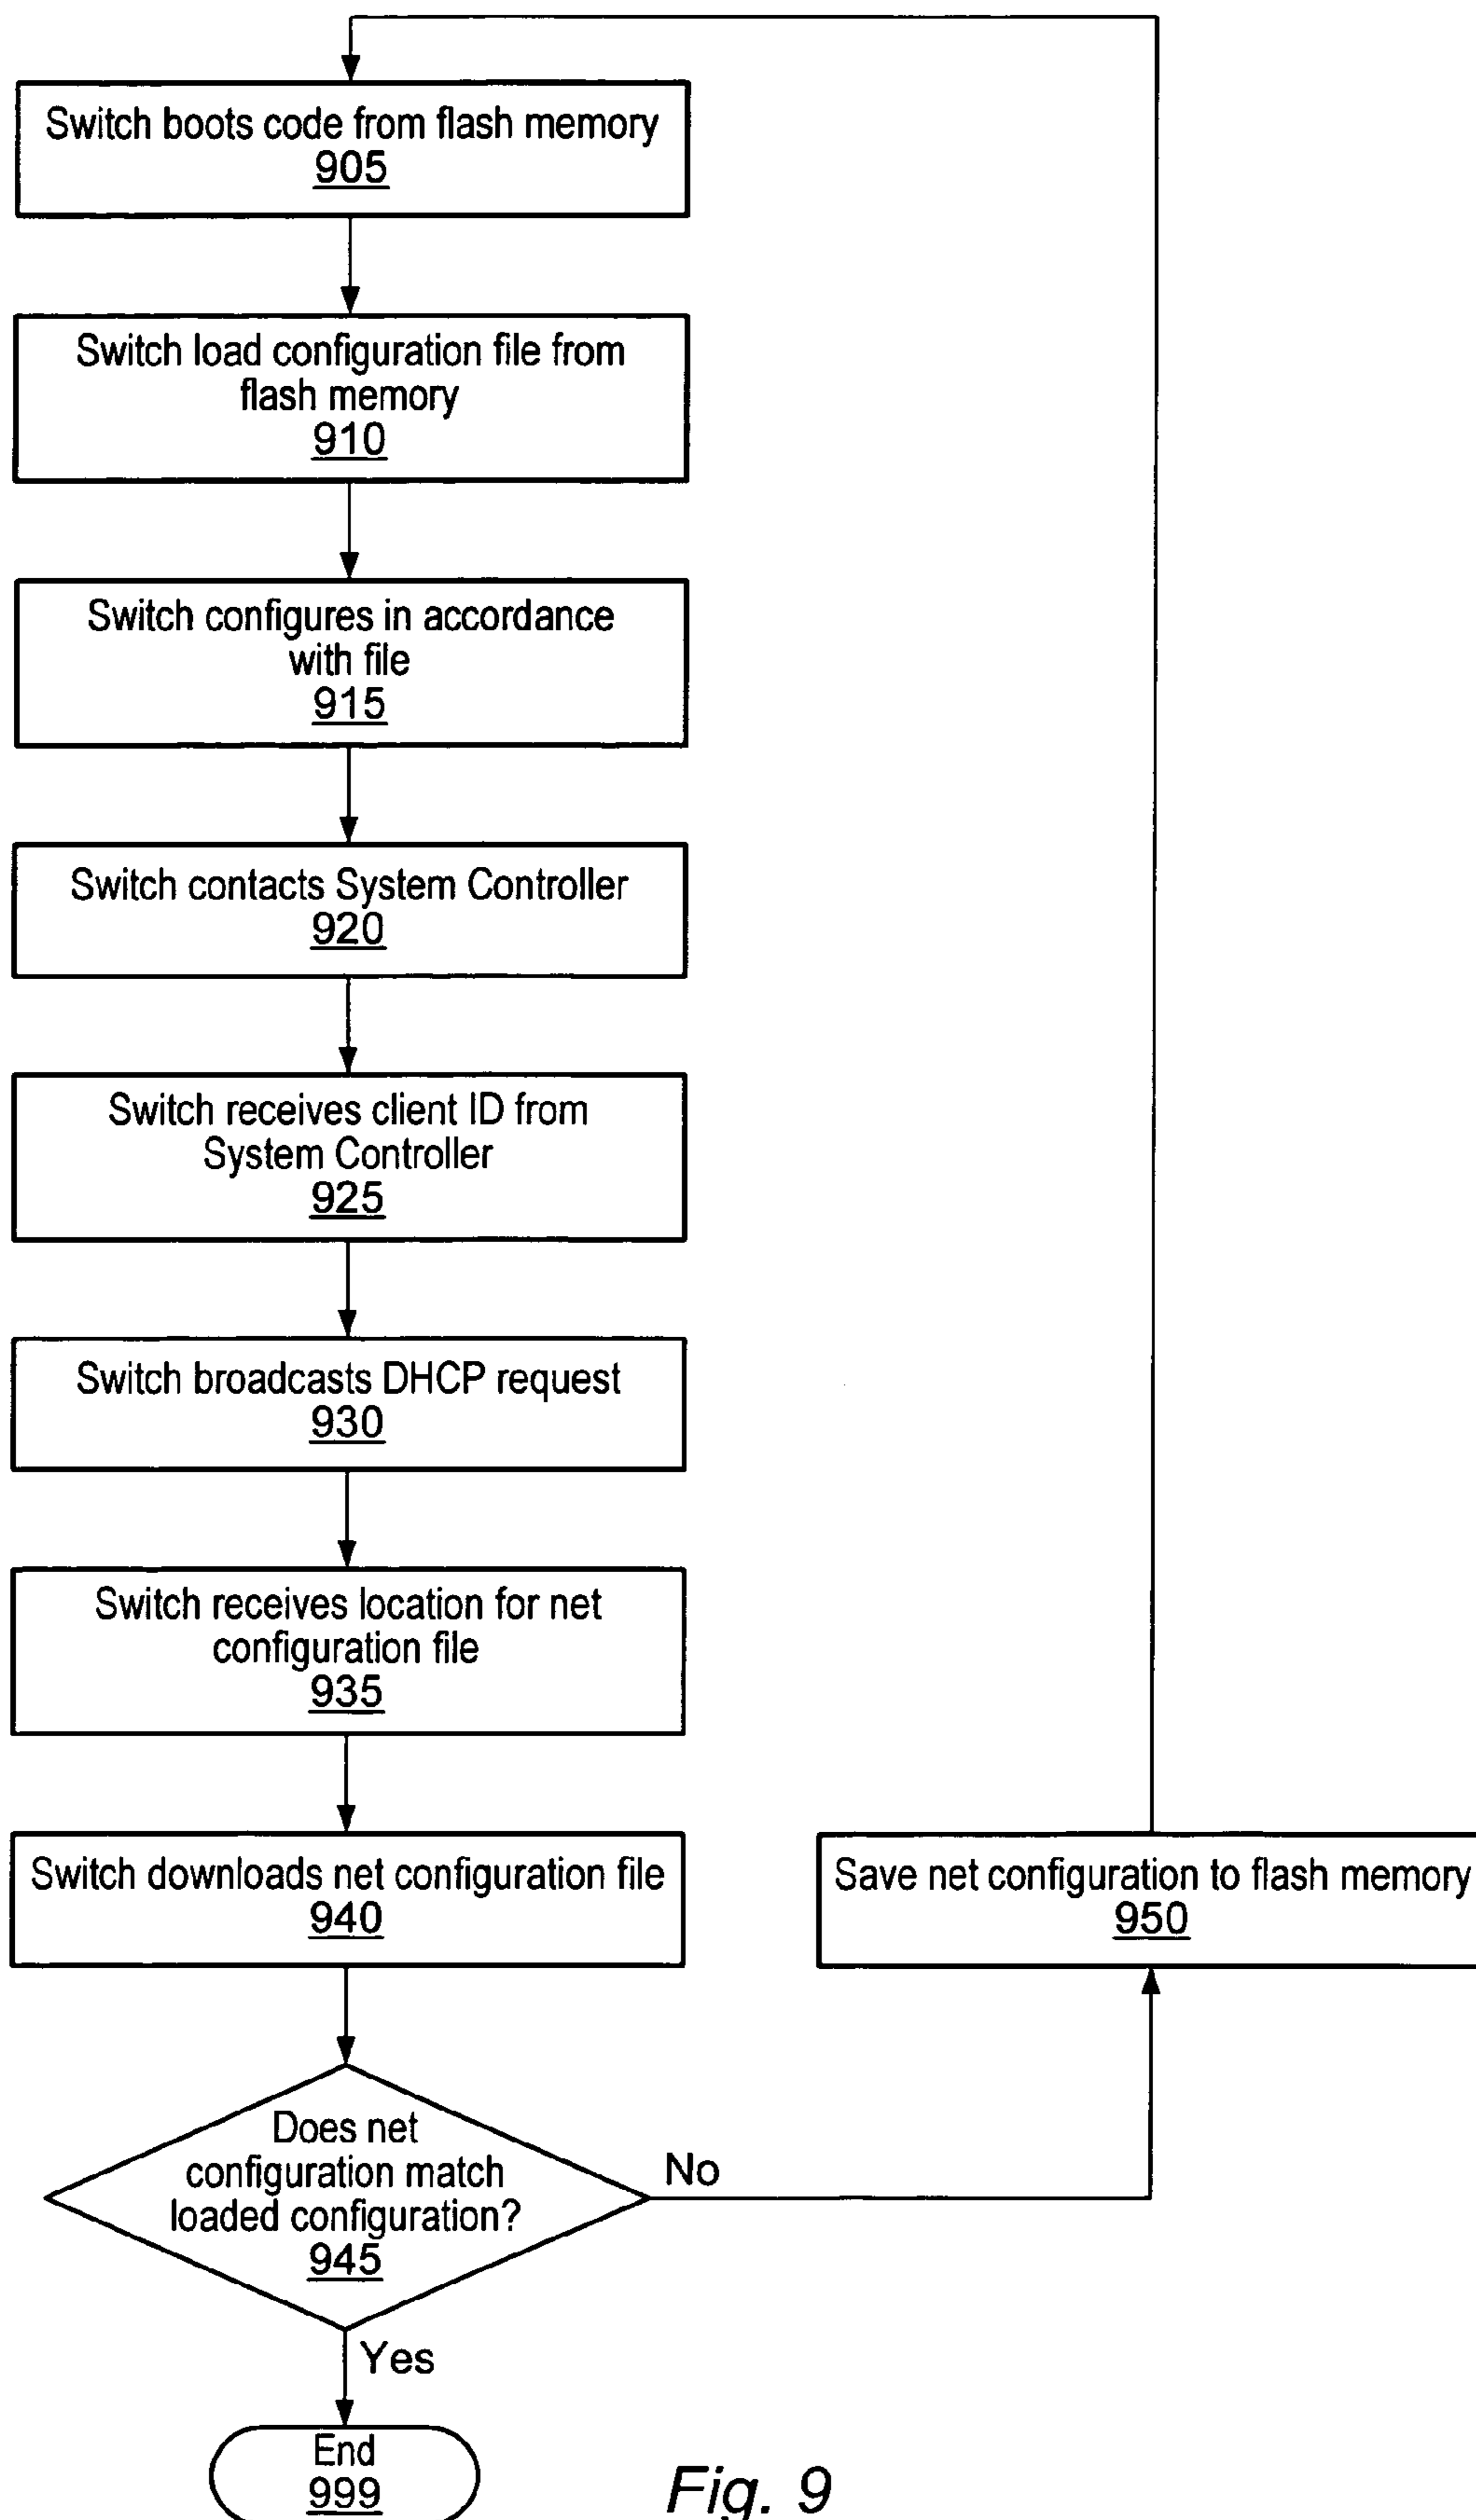 Switch boots code from flash memory
905
Switch load configuration file from
flash memory
910
Switch configures in accordance
with file
915
Switch contacts System Controller
920
Switch receives client ID from
System Controller
925
Switch broadcasts DHCP request
930
Switch receives location for net
configuration file
935
Switch downloads net configuration file
940
Save net configuration to flash memory
950
Does net
configuration match
loaded configuration?
945
No
Yes
End
999
Fig. 9